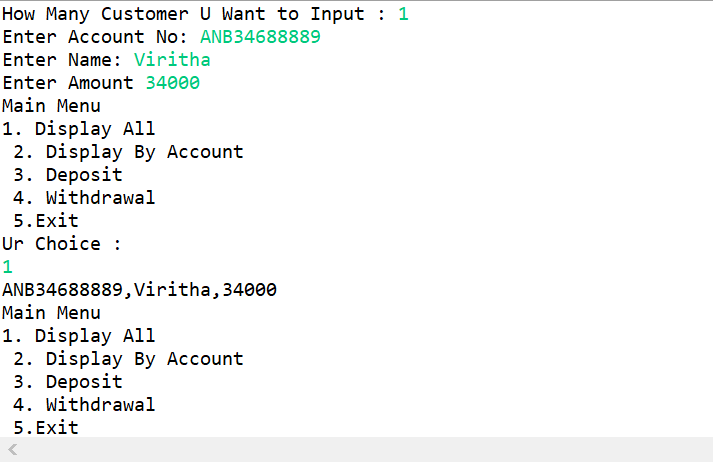 How Many Customer U Want to Input : 1
Enter Account No: ANB34688889
Enter Name: Viritha
Enter Amount 34000
Main Menu
1. Display All
 2. Display By Account
 3. Deposit
 4. Withdrawal
 5.Exit
Ur Choice :
1
ANB34688889,Viritha,34000
Main Menu
1. Display All
 2. Display By Account
 3. Deposit
 4. Withdrawal
 5.Exit